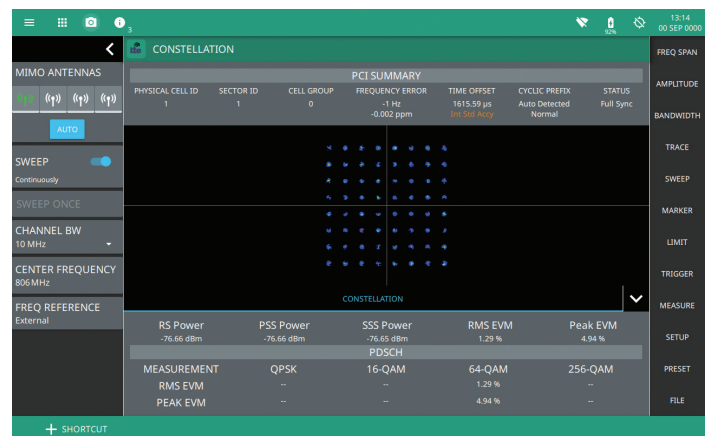 3
92%
13:14
00 SEP 0000
CONSTELLATION
MIMO ANTENNAS
AUTO
SWEEP
Continuously
SWEEP ONCE
CHANNEL BW
10 MHz
CENTER FREQUENCY
806 MHz
FREQ REFERENCE
External
PCI SUMMARY
PHYSICAL CELL ID SECTOR ID CELL GROUP FREQUENCY ERROR TIME OFFSET CYCLIC PREFIX STATUS
1 1 0 -1 Hz 1615.59 µs Auto Detected Full Sync
-0.002 ppm Int Std Accy Normal
CONSTELLATION
RS Power PSS Power SSS Power RMS EVM Peak EVM
-76.66 dBm -76.66 dBm -76.65 dBm 1.29 % 4.94 %
PDSCH
MEASUREMENT QPSK 16-QAM 64-QAM 256-QAM
RMS EVM -- -- 1.29 % --
PEAK EVM -- -- 4.94 % --
FREQ SPAN
AMPLITUDE
BANDWIDTH
TRACE
SWEEP
MARKER
LIMIT
TRIGGER
MEASURE
SETUP
PRESET
FILE
+ SHORTCUT